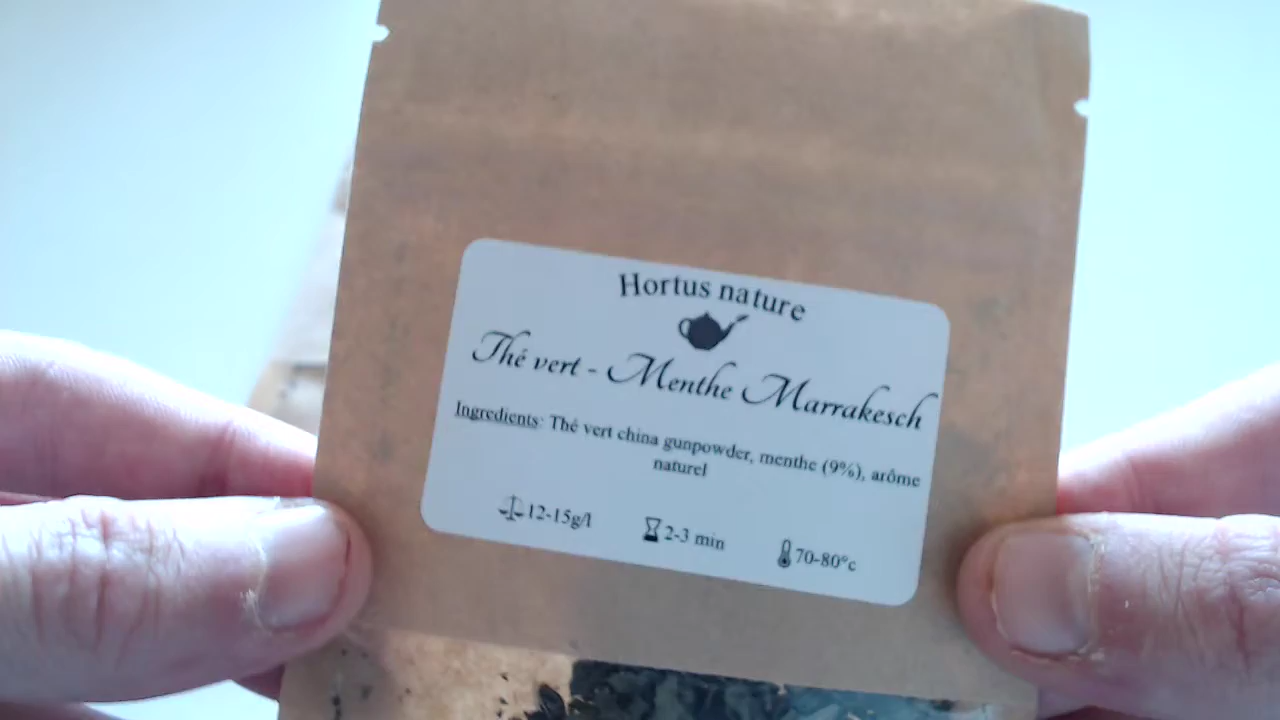 Hortus nature
Thé vert - Menthe Marrakesch
Ingredients: Thé vert china gunpowder, menthe (9%), arôme
naturel
12-15g/l 2-3 min 70-80°c